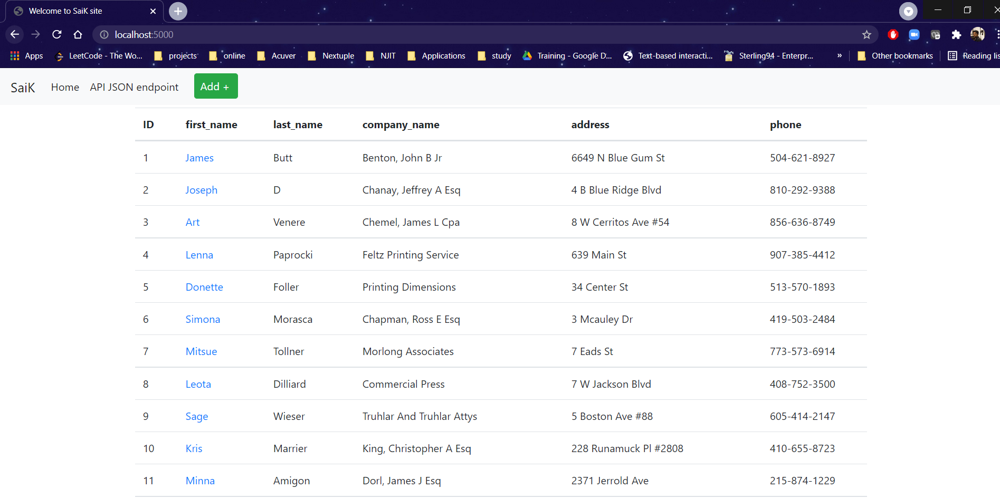 Welcome to SaiK site
localhost:5000
Apps LeetCode - The Wo... projects online Acuver Nextuple NJIT Applications study Training - Google D... Text-based interacti... Sterling94 - Enterpr... » Other bookmarks Reading lis
SaiK Home API JSON endpoint Add +
ID first_name last_name company_name address phone
1 James Butt Benton, John B Jr 6649 N Blue Gum St 504-621-8927
2 Joseph D Chanay, Jeffrey A Esq 4 B Blue Ridge Blvd 810-292-9388
3 Art Venere Chemel, James L Cpa 8 W Cerritos Ave #54 856-636-8749
4 Lenna Paprocki Feltz Printing Service 639 Main St 907-385-4412
5 Donette Foller Printing Dimensions 34 Center St 513-570-1893
6 Simona Morasca Chapman, Ross E Esq 3 Mcauley Dr 419-503-2484
7 Mitsue Tollner Morlong Associates 7 Eads St 773-573-6914
8 Leota Dilliard Commercial Press 7 W Jackson Blvd 408-752-3500
9 Sage Wieser Truhlar And Truhlar Attys 5 Boston Ave #88 605-414-2147
10 Kris Marrier King, Christopher A Esq 228 Runamuck Pl #2808 410-655-8723
11 Minna Amigon Dorl, James J Esq 2371 Jerrold Ave 215-874-1229